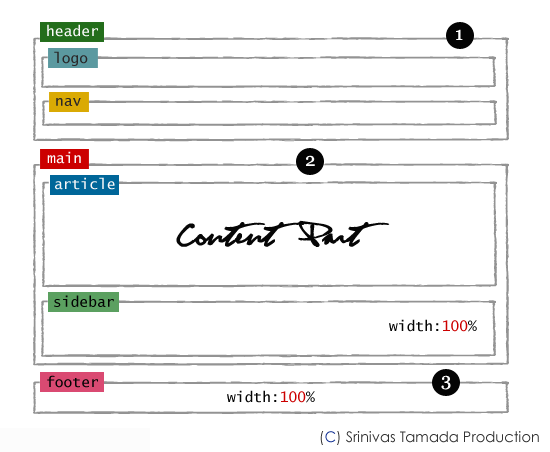 header
1
logo
nav
main
2
article
Content Part
sidebar
width:100%
footer
3
width:100%
(C) Srinivas Tamada Production